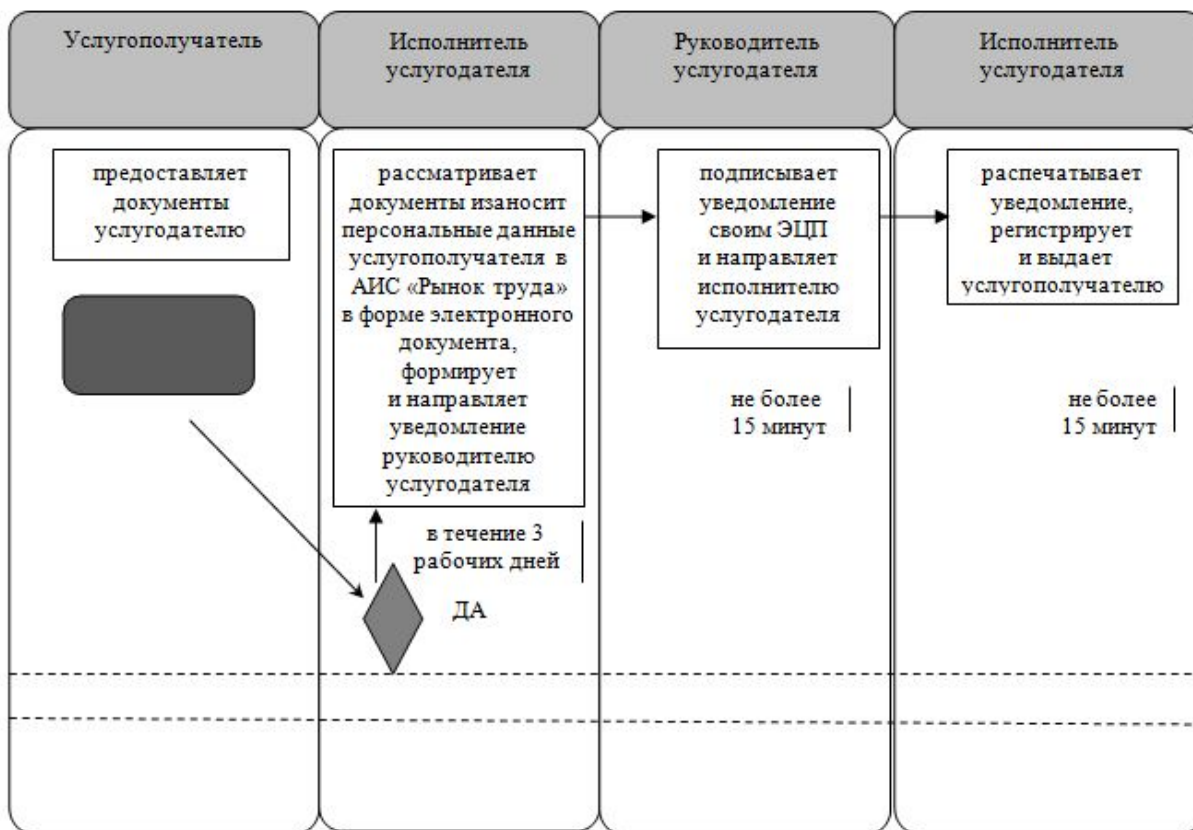 Услугополучатель
Исполнитель
услугодателя
Руководитель
услугодателя
Исполнитель
услугодателя
предоставляет
документы
услугодателю
рассматривает
документы изаносит
персональные данные
услугополучателя в
АИС «Рынок труда»
в форме электронного
документа,
формирует
и направляет
уведомление
руководителю
услугодателя
подписывает
уведомление
своим ЭЦП
и направляет
исполнителю
услугодателя
распечатывает
уведомление,
регистрирует
и выдает
услугополучателю
не более
15 минут
не более
15 минут
в течение 3
рабочих дней
ДА